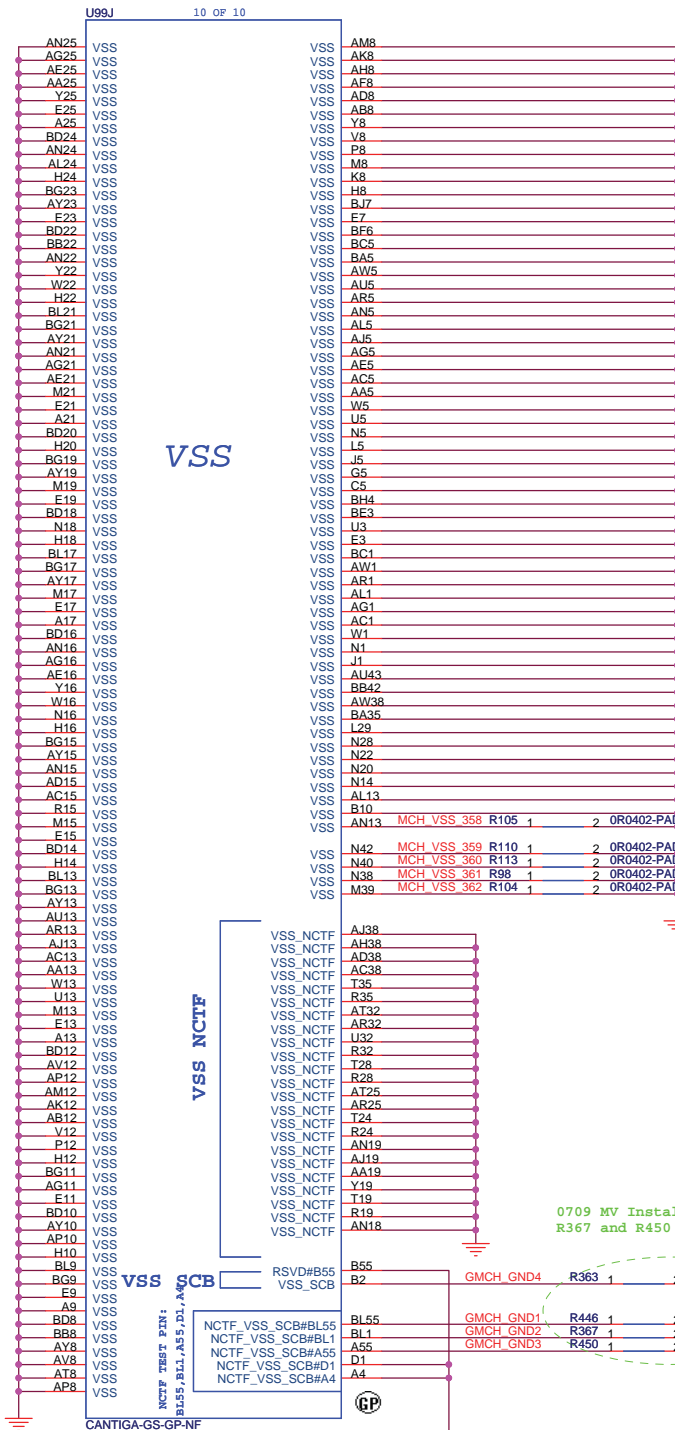 U99J 10 OF 10
AN25 VSS VSS AM8
AG25 VSS VSS AK8
AE25 VSS VSS AH8
AA25 VSS VSS AF8
Y25 VSS VSS AD8
E25 VSS VSS AB8
A25 VSS VSS Y8
BD24 VSS VSS V8
AN24 VSS VSS P8
AL24 VSS VSS M8
H24 VSS VSS K8
BG23 VSS VSS H8
AY23 VSS VSS BJ7
E23 VSS VSS E7
BD22 VSS VSS BF6
BB22 VSS VSS BC5
AN22 VSS VSS BA5
Y22 VSS VSS AW5
W22 VSS VSS AU5
H22 VSS VSS AR5
BL21 VSS VSS AN5
BG21 VSS VSS AL5
AY21 VSS VSS AJ5
AN21 VSS VSS AG5
AG21 VSS VSS AE5
AE21 VSS VSS AC5
M21 VSS VSS AA5
E21 VSS VSS W5
A21 VSS VSS U5
BD20 VSS VSS N5
H20 VSS VSS L5
VSS
BG19 VSS VSS J5
AY19 VSS VSS G5
M19 VSS VSS C5
E19 VSS VSS BH4
BD18 VSS VSS BE3
N18 VSS VSS U3
H18 VSS VSS E3
BL17 VSS VSS BC1
BG17 VSS VSS AW1
AY17 VSS VSS AR1
M17 VSS VSS AL1
E17 VSS VSS AG1
A17 VSS VSS AC1
BD16 VSS VSS W1
AN16 VSS VSS N1
AG16 VSS VSS J1
AE16 VSS VSS AU43
Y16 VSS VSS BB42
W16 VSS VSS AW38
N16 VSS VSS BA35
H16 VSS VSS L29
BG15 VSS VSS N28
AY15 VSS VSS N22
AN15 VSS VSS N20
AD15 VSS VSS N14
AC15 VSS VSS AL13
R15 VSS VSS B10
M15 VSS VSS AN13 MCH_VSS_358 R105 1 2 0R0402-PAD
E15 VSS
BD14 VSS VSS N42 MCH_VSS_359 R110 1 2 0R0402-PAD
H14 VSS VSS N40 MCH_VSS_360 R113 1 2 0R0402-PAD
BL13 VSS VSS N38 MCH_VSS_361 R98 1 2 0R0402-PAD
BG13 VSS VSS M39 MCH_VSS_362 R104 1 2 0R0402-PAD
AY13 VSS
AU13 VSS
AR13 VSS VSS_NCTF AJ38
AJ13 VSS VSS_NCTF AH38
AC13 VSS VSS_NCTF AD38
AA13 VSS VSS_NCTF AC38
W13 VSS VSS_NCTF T35
U13 VSS VSS_NCTF R35
M13 VSS VSS_NCTF AT32
E13 VSS VSS_NCTF AR32
A13 VSS VSS_NCTF U32
BD12 VSS VSS_NCTF R32
AV12 VSS VSS_NCTF T28
AP12 VSS VSS_NCTF R28
AM12 VSS VSS_NCTF AT25
AK12 VSS VSS_NCTF AR25
AB12 VSS VSS_NCTF T24
V12 VSS VSS_NCTF R24
P12 VSS VSS_NCTF AN19
H12 VSS VSS_NCTF AJ19
BG11 VSS VSS_NCTF AA19
AG11 VSS VSS_NCTF Y19
E11 VSS VSS_NCTF T19
BD10 VSS VSS_NCTF R19
AY10 VSS VSS_NCTF AN18
VSS NCTF
0709 MV Instal
R367 and R450
AP10 VSS
H10 VSS
BL9 VSS RSVD#B55 B55
BG9 VSS VSS SCB VSS_SCB B2 GMCH_GND4 R363 1 2
E9 VSS
A9 VSS
BD8 VSS NCTF_VSS_SCB#BL55 BL55 GMCH_GND1 R446 1 2
BB8 VSS NCTF_VSS_SCB#BL1 BL1 GMCH_GND2 R367 1 2
AY8 VSS NCTF_VSS_SCB#A55 A55 GMCH_GND3 R450 1 2
AV8 VSS NCTF_VSS_SCB#D1 D1
AT8 VSS NCTF_VSS_SCB#A4 A4
AP8 VSS
NCTF TEST PIN:
BL55,BL1,A55,D1,A4
GP
CANTIGA-GS-GP-NF